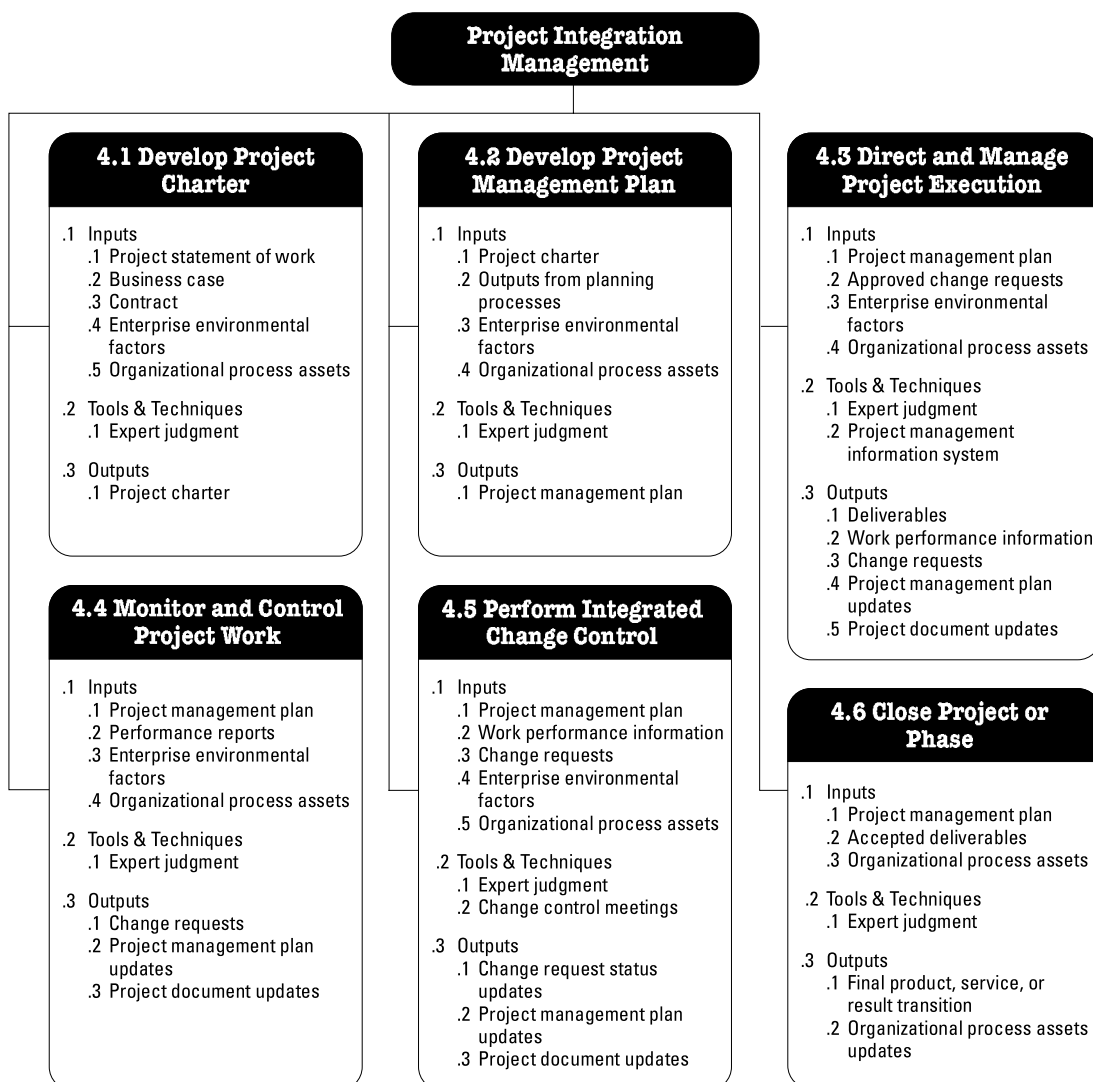 Project Integration
Management
4.1 Develop Project
Charter
.1 Inputs
.1 Project statement of work
.2 Business case
.3 Contract
.4 Enterprise environmental
factors
.5 Organizational process assets
.2 Tools & Techniques
.1 Expert judgment
.3 Outputs
.1 Project charter
4.2 Develop Project
Management Plan
.1 Inputs
.1 Project charter
.2 Outputs from planning
processes
.3 Enterprise environmental
factors
.4 Organizational process assets
.2 Tools & Techniques
.1 Expert judgment
.3 Outputs
.1 Project management plan
4.3 Direct and Manage
Project Execution
.1 Inputs
.1 Project management plan
.2 Approved change requests
.3 Enterprise environmental
factors
.4 Organizational process assets
.2 Tools & Techniques
.1 Expert judgment
.2 Project management
information system
.3 Outputs
.1 Deliverables
.2 Work performance information
.3 Change requests
.4 Project management plan
updates
.5 Project document updates
4.4 Monitor and Control
Project Work
.1 Inputs
.1 Project management plan
.2 Performance reports
.3 Enterprise environmental
factors
.4 Organizational process assets
.2 Tools & Techniques
.1 Expert judgment
.3 Outputs
.1 Change requests
.2 Project management plan
updates
.3 Project document updates
4.5 Perform Integrated
Change Control
.1 Inputs
.1 Project management plan
.2 Work performance information
.3 Change requests
.4 Enterprise environmental
factors
.5 Organizational process assets
.2 Tools & Techniques
.1 Expert judgment
.2 Change control meetings
.3 Outputs
.1 Change request status
updates
.2 Project management plan
updates
.3 Project document updates
4.6 Close Project or
Phase
.1 Inputs
.1 Project management plan
.2 Accepted deliverables
.3 Organizational process assets
.2 Tools & Techniques
.1 Expert judgment
.3 Outputs
.1 Final product, service, or
result transition
.2 Organizational process assets
updates